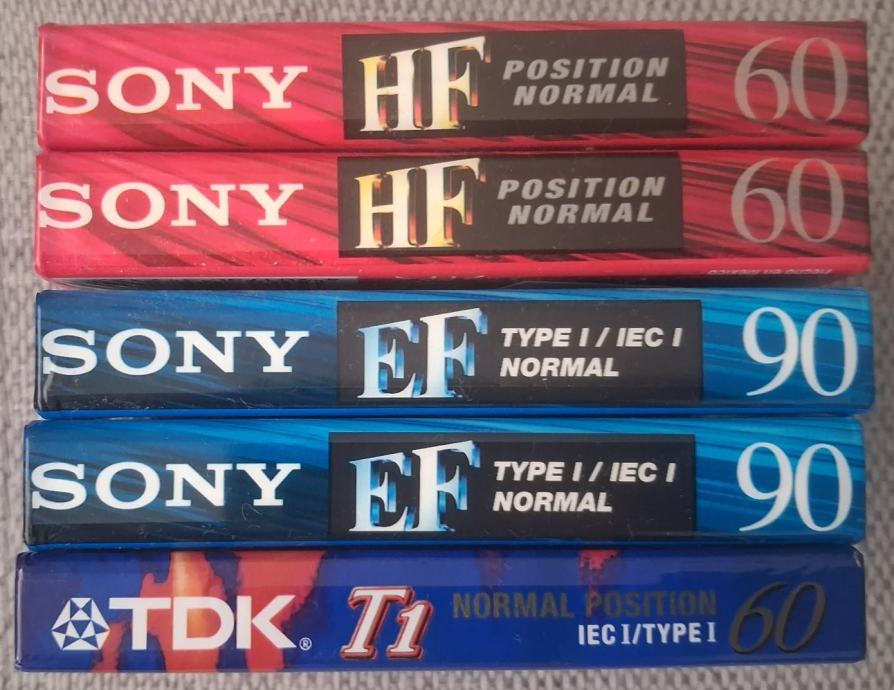 SONY HF POSITION NORMAL 60
SONY HF POSITION NORMAL 60
SONY EF TYPE I / IEC I NORMAL 90
SONY EF TYPE I / IEC I NORMAL 90
TDK® T1 NORMAL POSITION IEC I/TYPE I 60